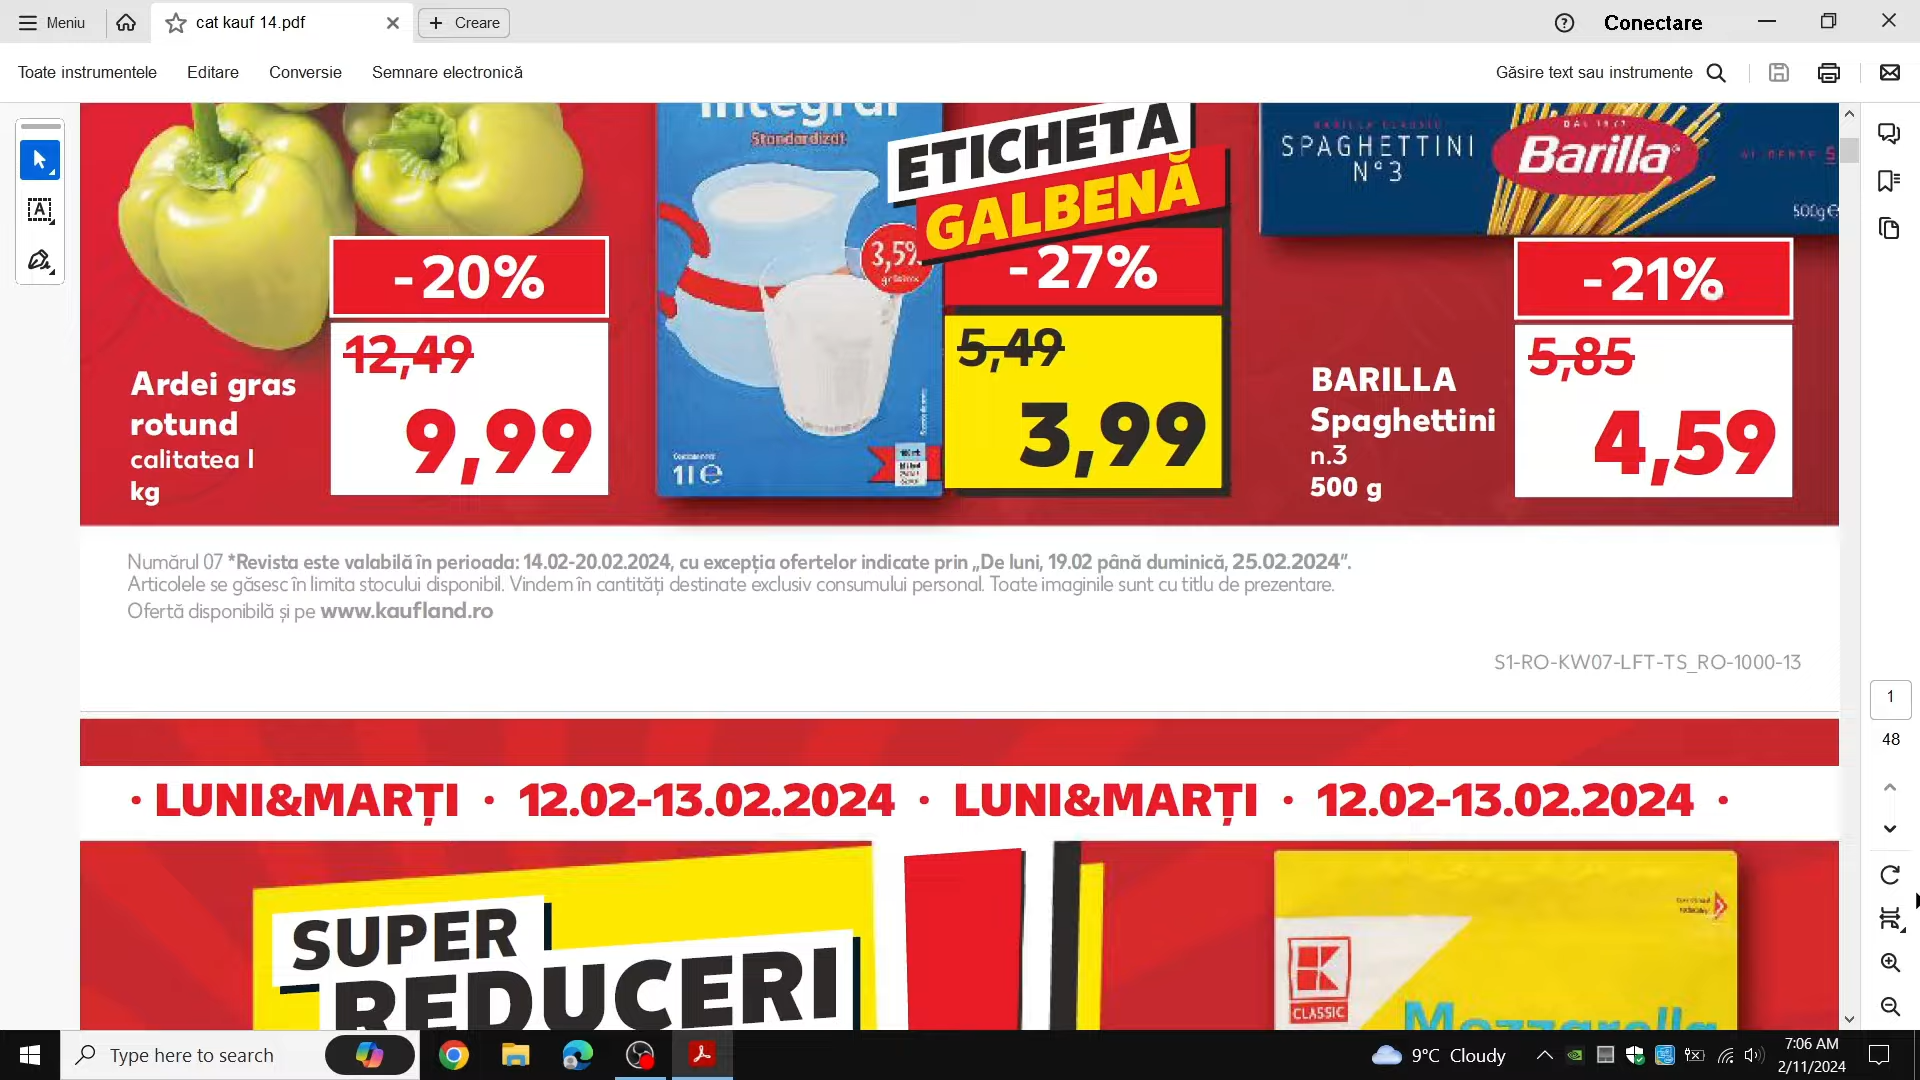 Meniu
cat kauf 14.pdf
Creare
Conectare
Toate instrumentele
Editare
Conversie
Semnare electronică
Găsire text sau instrumente
Integral
Standardizat
3,5%
grăsime
1l e
ETICHETA
GALBENĂ
SPAGHETTINI
N°3
Barilla
500g e
-20%
12,49
9,99
Ardei gras
rotund
calitatea I
kg
-27%
5,49
3,99
-21%
5,85
4,59
BARILLA
Spaghettini
n.3
500 g
Numărul 07 *Revista este valabilă în perioada: 14.02-20.02.2024, cu excepția ofertelor indicate prin „De luni, 19.02 până duminică, 25.02.2024”.
Articolele se găsesc în limita stocului disponibil. Vindem în cantități destinate exclusiv consumului personal. Toate imaginile sunt cu titlu de prezentare.
Ofertă disponibilă și pe www.kaufland.ro
S1-RO-KW07-LFT-TS_RO-1000-13
· LUNI&MARȚI · 12.02-13.02.2024 · LUNI&MARȚI · 12.02-13.02.2024 ·
SUPER
REDUCERI
K
CLASSIC
Mozzarella
1
48
Type here to search
9°C Cloudy
7:06 AM
2/11/2024